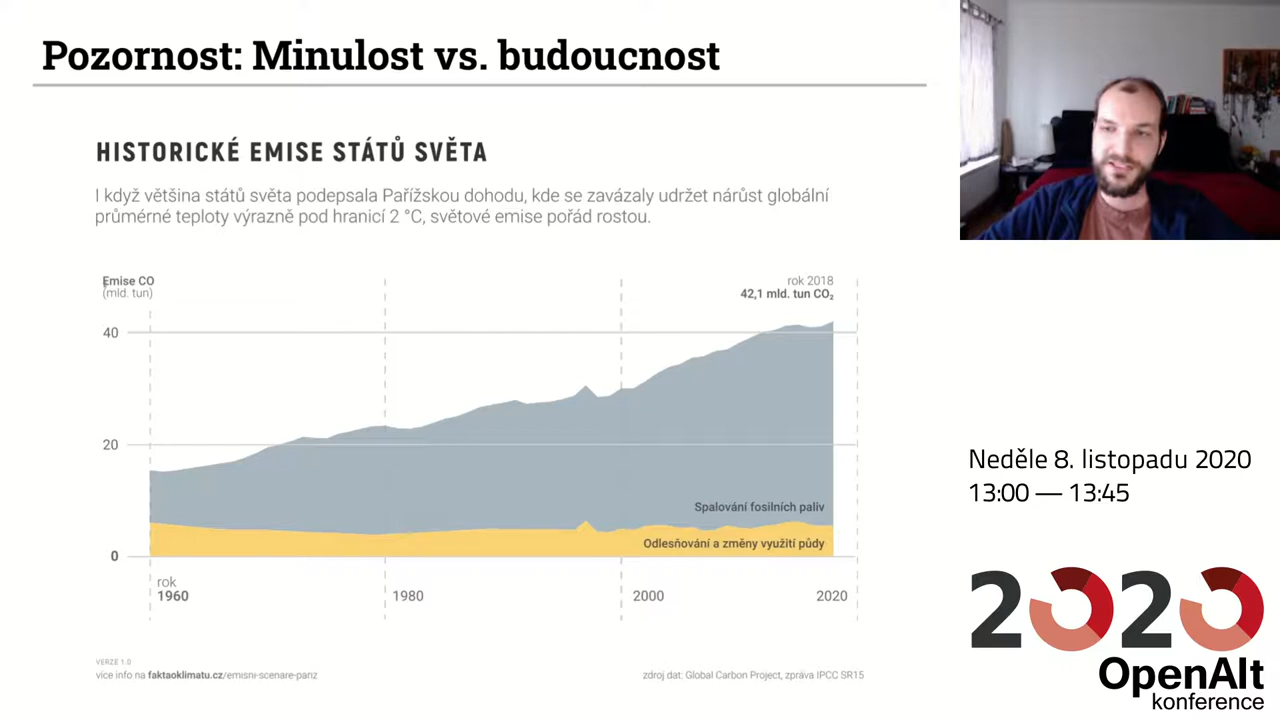 Pozornost: Minulost vs. budoucnost
HISTORICKÉ EMISE STÁTŮ SVĚTA
I když většina států světa podepsala Pařížskou dohodu, kde se zavázaly udržet nárůst globální
průměrné teploty výrazně pod hranicí 2 °C, světové emise pořád rostou.
Emise CO
(mld. tun)
rok 2018
42,1 mld. tun CO₂
40
20
0
Spalování fosilních paliv
Odlesňování a změny využití půdy
rok
1960
1980
2000
2020
VERZE 1.0
více info na faktaoklimatu.cz/emisni-scenare-pariz
zdroj dat: Global Carbon Project, zpráva IPCC SR15
Neděle 8. listopadu 2020
13:00 — 13:45
2020
OpenAlt
konference